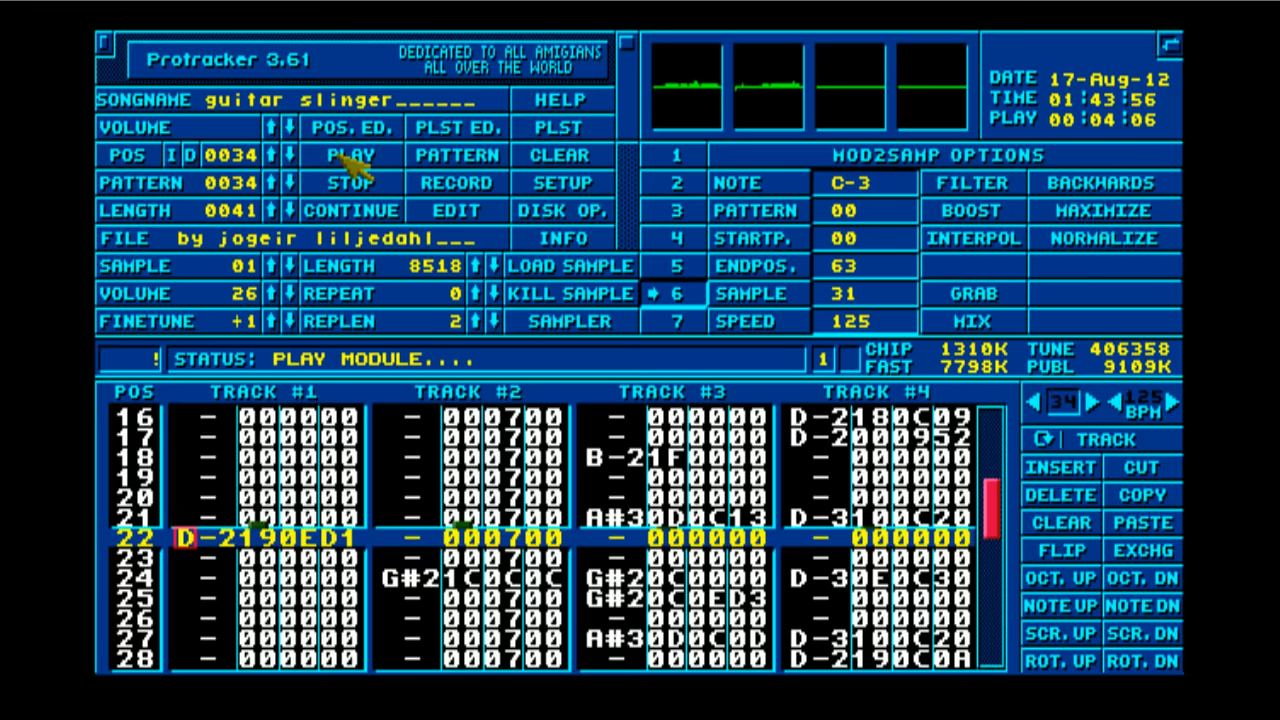 Protracker 3.61
DEDICATED TO ALL AMIGIANS
ALL OVER THE WORLD
DATE 17-Aug-12
TIME 01:43:56
PLAY 00:04:06
SONGNAME guitar slinger______ HELP
VOLUME POS. ED. PLST ED. PLST
POS I D 0034 PLAY PATTERN CLEAR 1 MOD2SAMP OPTIONS
PATTERN 0034 STOP RECORD SETUP 2 NOTE C-3 FILTER BACKWARDS
LENGTH 0041 CONTINUE EDIT DISK OP. 3 PATTERN 00 BOOST MAXIMIZE
FILE by jogeir liljedahl___ INFO 4 STARTP. 00 INTERPOL NORMALIZE
SAMPLE 01 LENGTH 8518 LOAD SAMPLE 5 ENDPOS. 63
VOLUME 26 REPEAT 0 KILL SAMPLE 6 SAMPLE 31 GRAB
FINETUNE +1 REPLEN 2 SAMPLER 7 SPEED 125 MIX
! STATUS: PLAY MODULE.... 1 CHIP 1310K TUNE 406358
FAST 7798K PUBL 9109K
POS TRACK #1 TRACK #2 TRACK #3 TRACK #4 34 125 BPM
16 - 000000 - 000700 - 000000 D-2180C09
17 - 000000 - 000700 - 000000 D-2000952 TRACK
18 - 000000 - 000700 B-21F0000 - 000000
19 - 000000 - 000700 - 000000 - 000000 INSERT CUT
20 - 000000 - 000700 - 000000 - 000000 DELETE COPY
21 - 000000 - 000700 A#30D0C13 D-3100C20 CLEAR PASTE
22 D-2190ED1 - 000700 - 000000 - 000000
23 - 000000 - 000700 - 000000 - 000000 FLIP EXCHG
24 - 000000 G#21C0C0C G#20C0000 D-30E0C30 OCT. UP OCT. DN
25 - 000000 - 000700 G#20C0ED3 - 000000 NOTE UP NOTE DN
26 - 000000 - 000700 - 000000 - 000000
27 - 000000 - 000700 A#30D0C0D D-3100C20 SCR. UP SCR. DN
28 - 000000 - 000700 - 000000 D-2190C0A ROT. UP ROT. DN